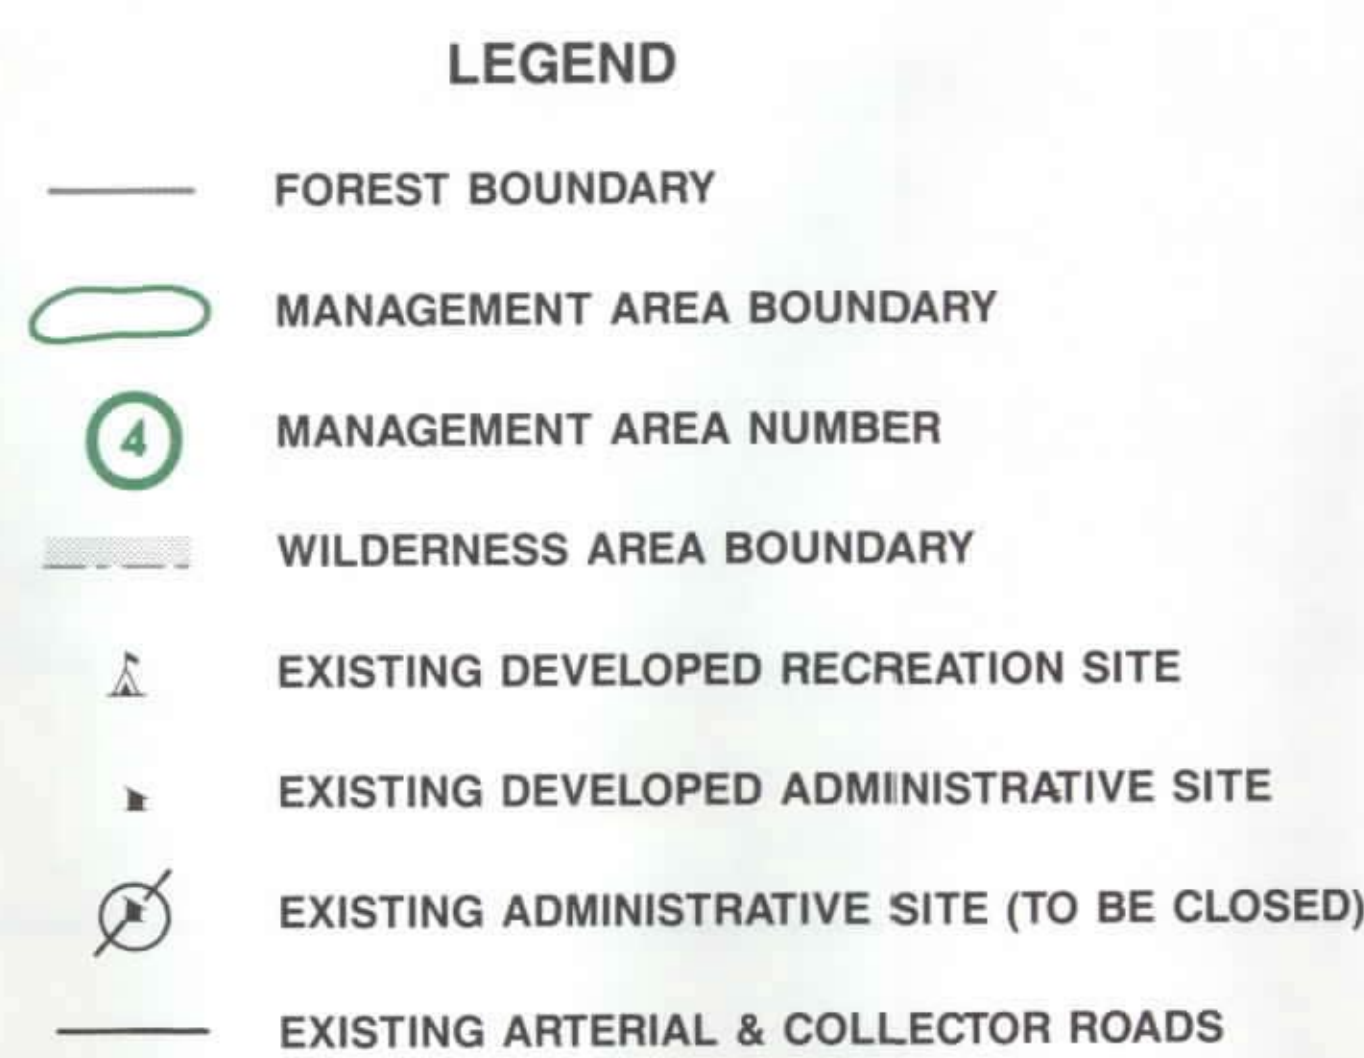 LEGEND
FOREST BOUNDARY
MANAGEMENT AREA BOUNDARY
4 MANAGEMENT AREA NUMBER
WILDERNESS AREA BOUNDARY
EXISTING DEVELOPED RECREATION SITE
EXISTING DEVELOPED ADMINISTRATIVE SITE
EXISTING ADMINISTRATIVE SITE (TO BE CLOSED)
EXISTING ARTERIAL & COLLECTOR ROADS